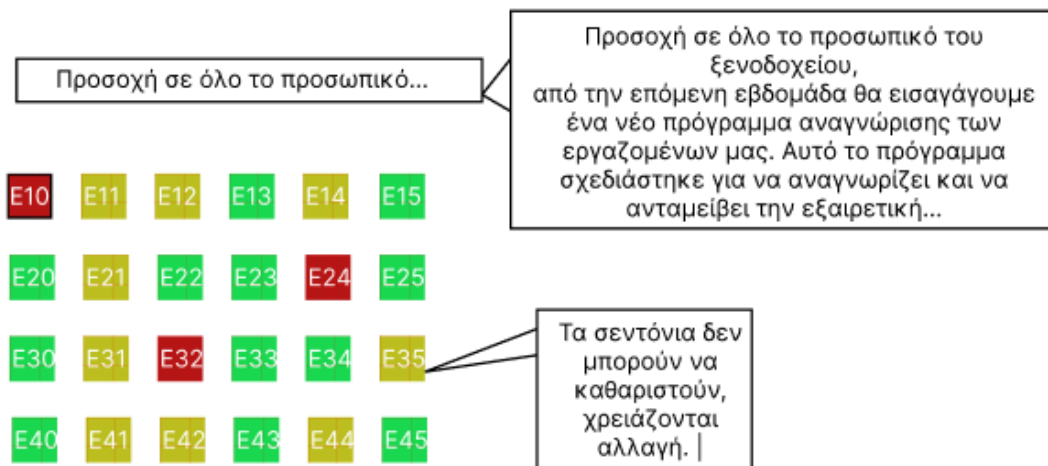 Προσοχή σε όλο το προσωπικό...
Προσοχή σε όλο το προσωπικό του
ξενοδοχείου,
από την επόμενη εβδομάδα θα εισαγάγουμε
ένα νέο πρόγραμμα αναγνώρισης των
εργαζομένων μας. Αυτό το πρόγραμμα
σχεδιάστηκε για να αναγνωρίζει και να
ανταμείβει την εξαιρετική...
E10 E11 E12 E13 E14 E15
E20 E21 E22 E23 E24 E25
E30 E31 E32 E33 E34 E35
Τα σεντόνια δεν
μπορούν να
καθαριστούν,
χρειάζονται
αλλαγή.
E40 E41 E42 E43 E44 E45